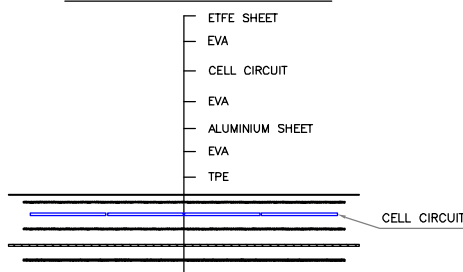 ETFE SHEET
EVA
CELL CIRCUIT
EVA
ALUMINIUM SHEET
EVA
TPE
CELL CIRCUIT